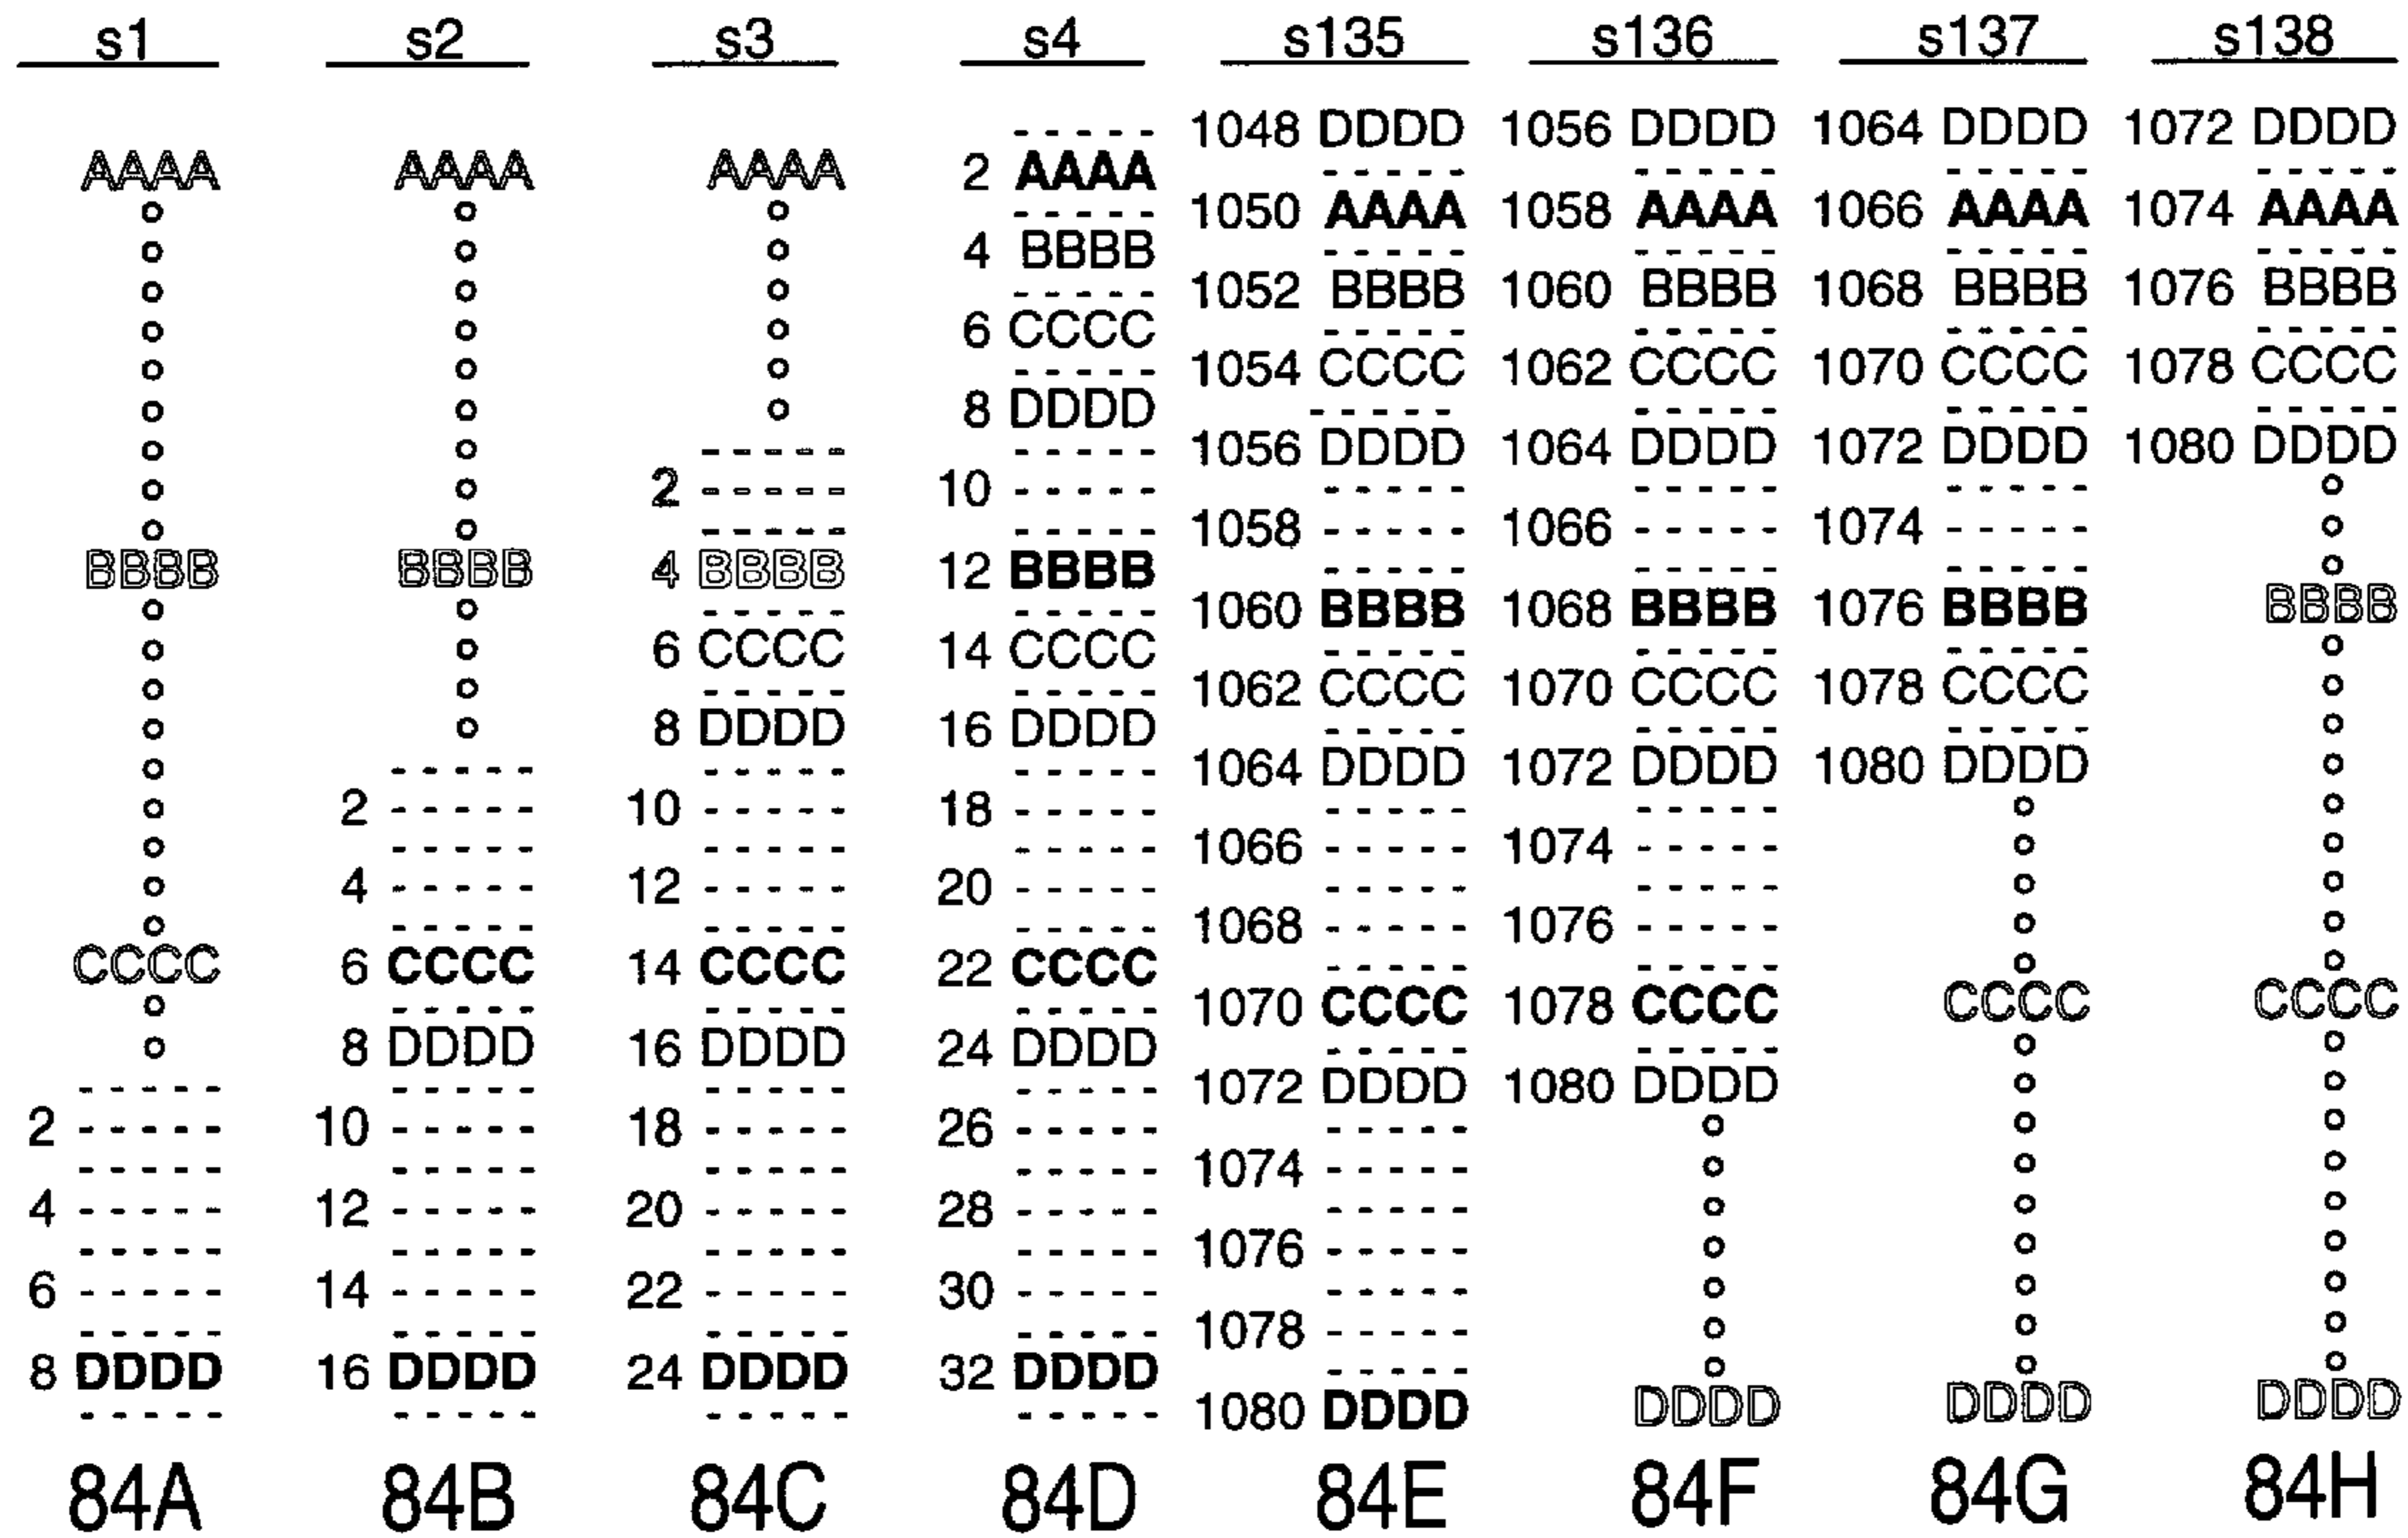 s1
AAAA
BBBB
CCCC
2 - - - - -
4 - - - - -
6 - - - - -
8 DDDD
84A
s2
AAAA
BBBB
2 - - - - -
4 - - - - -
6 CCCC
8 DDDD
10 - - - - -
12 - - - - -
14 - - - - -
16 DDDD
84B
s3
AAAA
2 - - - - -
4 BBBB
6 CCCC
8 DDDD
10 - - - - -
12 - - - - -
14 CCCC
16 DDDD
18 - - - - -
20 - - - - -
22 - - - - -
24 DDDD
84C
s4
2 AAAA
4 BBBB
6 CCCC
8 DDDD
10 - - - - -
12 BBBB
14 CCCC
16 DDDD
18 - - - - -
20 - - - - -
22 CCCC
24 DDDD
26 - - - - -
28 - - - - -
30 - - - - -
32 DDDD
84D
s135
1048 DDDD
1050 AAAA
1052 BBBB
1054 CCCC
1056 DDDD
1058 - - - - -
1060 BBBB
1062 CCCC
1064 DDDD
1066 - - - - -
1068 - - - - -
1070 CCCC
1072 DDDD
1074 - - - - -
1076 - - - - -
1078 - - - - -
1080 DDDD
84E
s136
1056 DDDD
1058 AAAA
1060 BBBB
1062 CCCC
1064 DDDD
1066 - - - - -
1068 BBBB
1070 CCCC
1072 DDDD
1074 - - - - -
1076 - - - - -
1078 CCCC
1080 DDDD
DDDD
84F
s137
1064 DDDD
1066 AAAA
1068 BBBB
1070 CCCC
1072 DDDD
1074 - - - - -
1076 BBBB
1078 CCCC
1080 DDDD
CCCC
DDDD
84G
s138
1072 DDDD
1074 AAAA
1076 BBBB
1078 CCCC
1080 DDDD
BBBB
CCCC
DDDD
84H